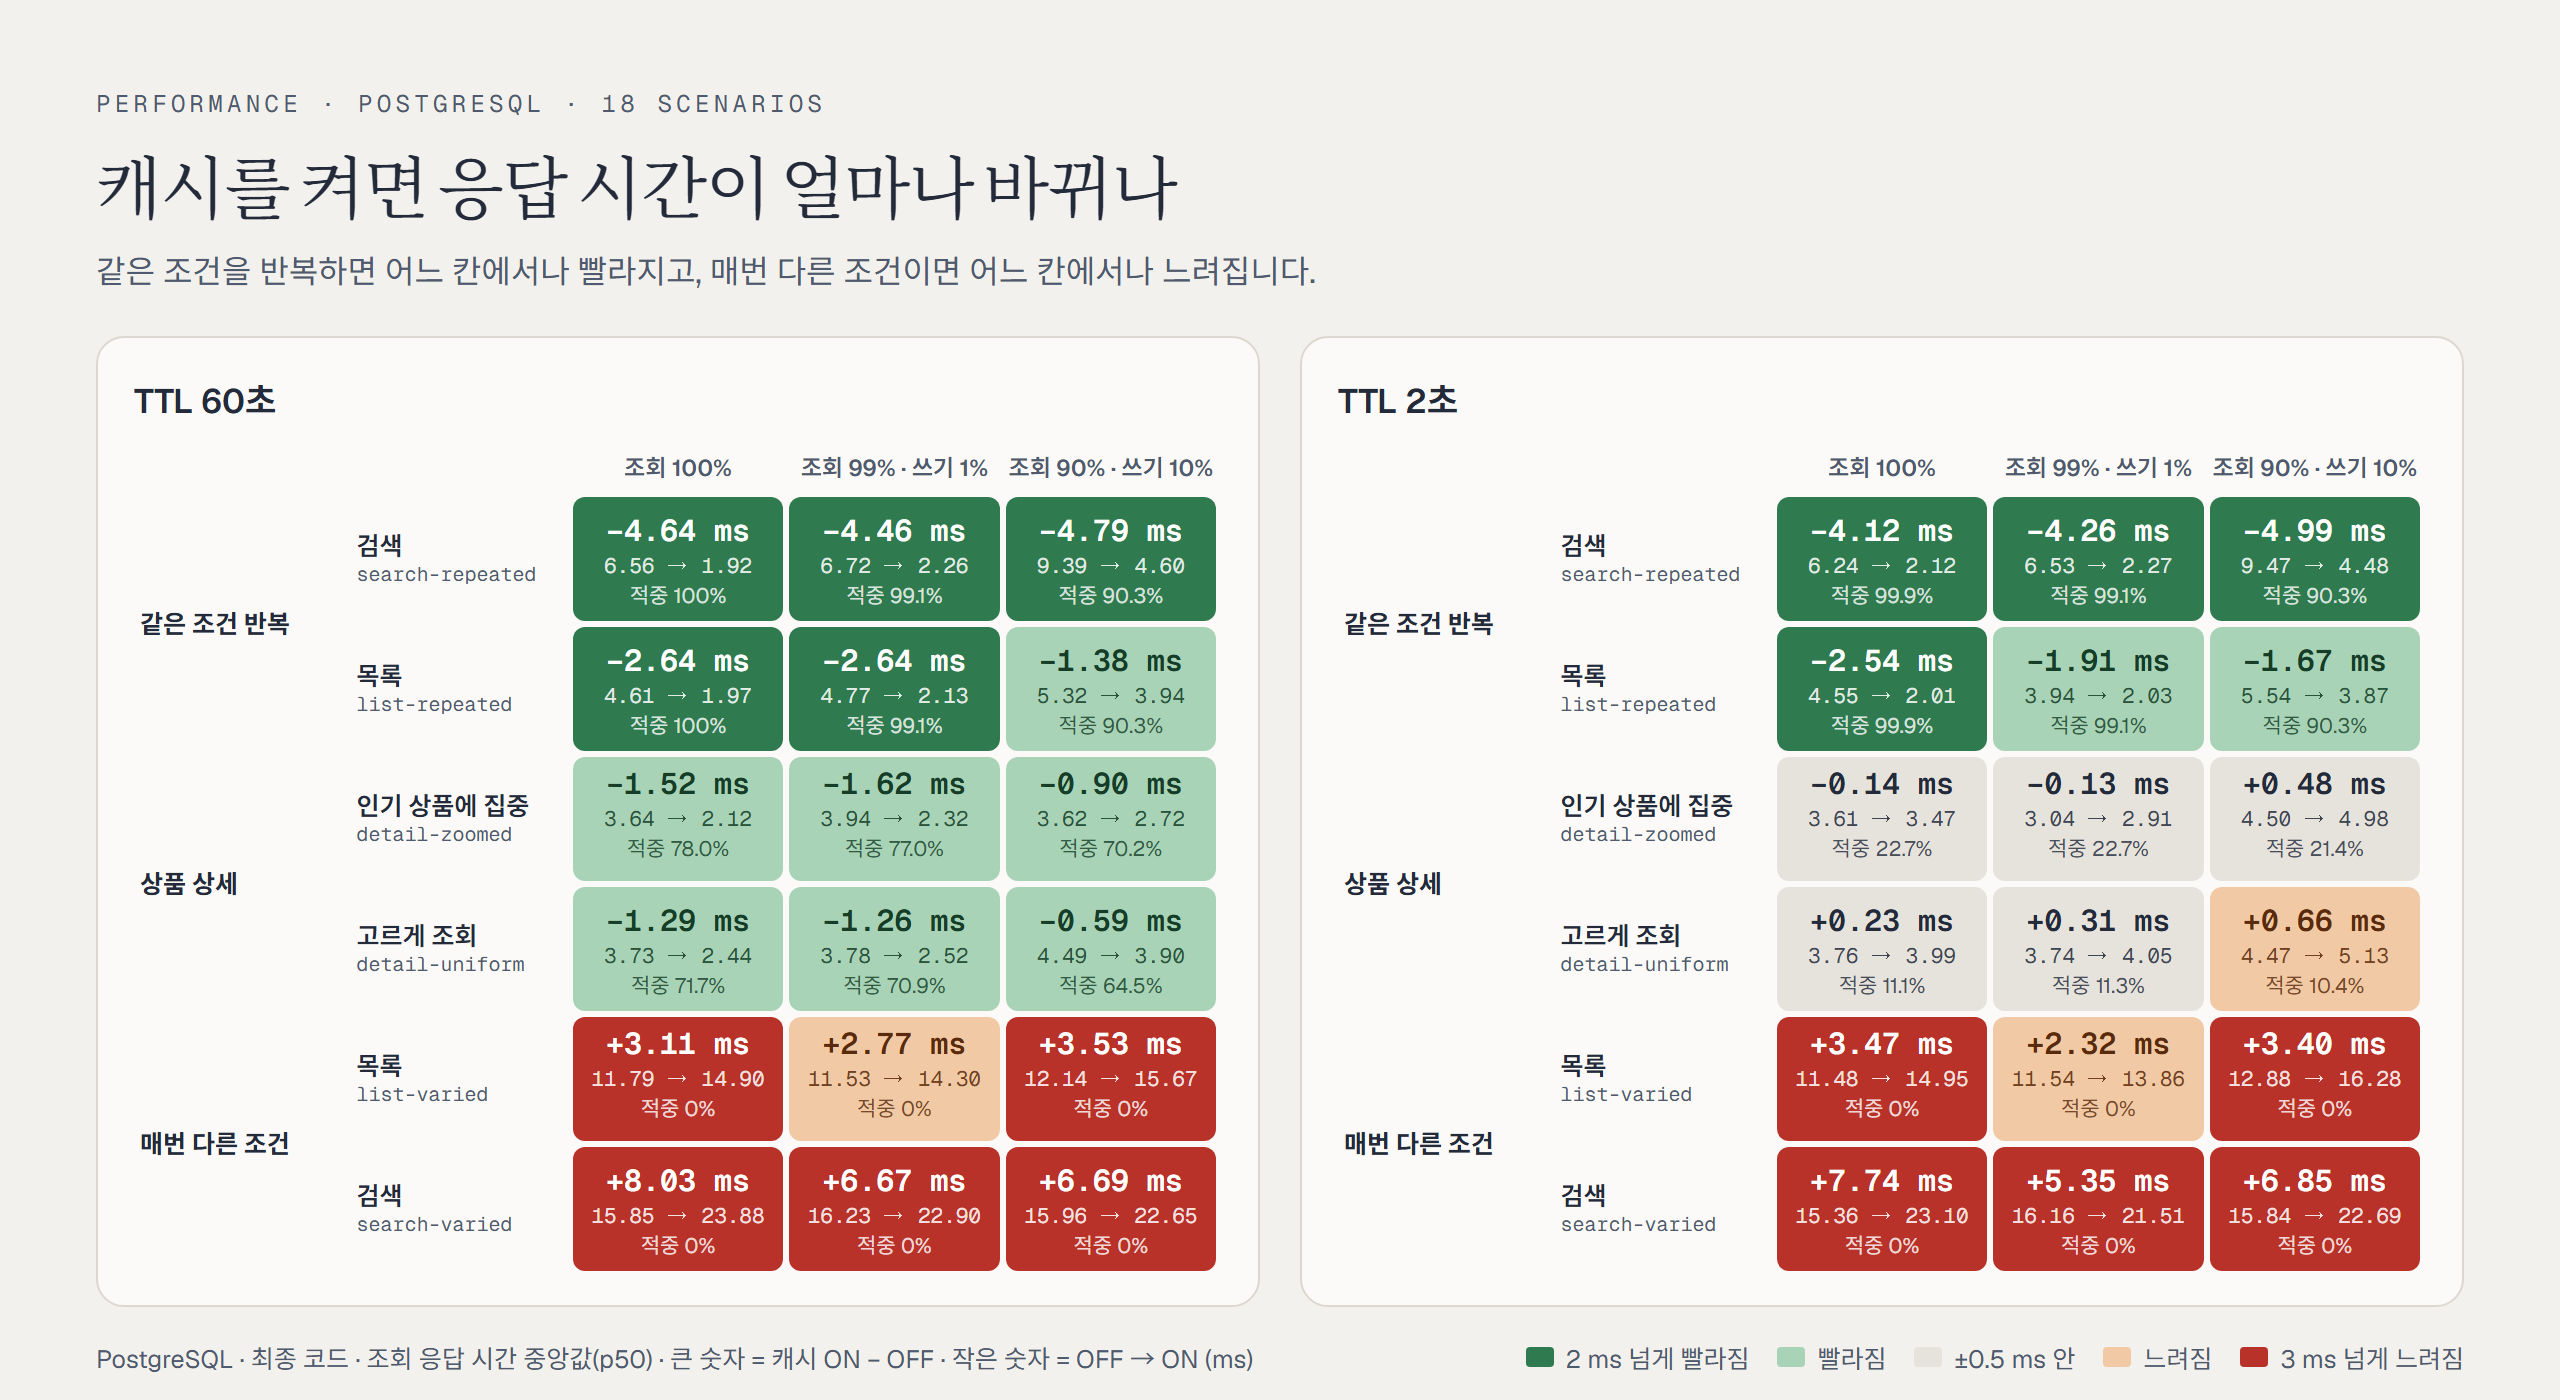 PERFORMANCE · POSTGRESQL · 18 SCENARIOS
캐시를 켜면 응답 시간이 얼마나 바뀌나
같은 조건을 반복하면 어느 칸에서나 빨라지고, 매번 다른 조건이면 어느 칸에서나 느려집니다.
TTL 60초
조회 100% 조회 99% · 쓰기 1% 조회 90% · 쓰기 10%
같은 조건 반복
검색
search-repeated
−4.64 ms
6.56 → 1.92
적중 100%
−4.46 ms
6.72 → 2.26
적중 99.1%
−4.79 ms
9.39 → 4.60
적중 90.3%
목록
list-repeated
−2.64 ms
4.61 → 1.97
적중 100%
−2.64 ms
4.77 → 2.13
적중 99.1%
−1.38 ms
5.32 → 3.94
적중 90.3%
상품 상세
인기 상품에 집중
detail-zoomed
−1.52 ms
3.64 → 2.12
적중 78.0%
−1.62 ms
3.94 → 2.32
적중 77.0%
−0.90 ms
3.62 → 2.72
적중 70.2%
고르게 조회
detail-uniform
−1.29 ms
3.73 → 2.44
적중 71.7%
−1.26 ms
3.78 → 2.52
적중 70.9%
−0.59 ms
4.49 → 3.90
적중 64.5%
매번 다른 조건
목록
list-varied
+3.11 ms
11.79 → 14.90
적중 0%
+2.77 ms
11.53 → 14.30
적중 0%
+3.53 ms
12.14 → 15.67
적중 0%
검색
search-varied
+8.03 ms
15.85 → 23.88
적중 0%
+6.67 ms
16.23 → 22.90
적중 0%
+6.69 ms
15.96 → 22.65
적중 0%
TTL 2초
조회 100% 조회 99% · 쓰기 1% 조회 90% · 쓰기 10%
같은 조건 반복
검색
search-repeated
−4.12 ms
6.24 → 2.12
적중 99.9%
−4.26 ms
6.53 → 2.27
적중 99.1%
−4.99 ms
9.47 → 4.48
적중 90.3%
목록
list-repeated
−2.54 ms
4.55 → 2.01
적중 99.9%
−1.91 ms
3.94 → 2.03
적중 99.1%
−1.67 ms
5.54 → 3.87
적중 90.3%
상품 상세
인기 상품에 집중
detail-zoomed
−0.14 ms
3.61 → 3.47
적중 22.7%
−0.13 ms
3.04 → 2.91
적중 22.7%
+0.48 ms
4.50 → 4.98
적중 21.4%
고르게 조회
detail-uniform
+0.23 ms
3.76 → 3.99
적중 11.1%
+0.31 ms
3.74 → 4.05
적중 11.3%
+0.66 ms
4.47 → 5.13
적중 10.4%
매번 다른 조건
목록
list-varied
+3.47 ms
11.48 → 14.95
적중 0%
+2.32 ms
11.54 → 13.86
적중 0%
+3.40 ms
12.88 → 16.28
적중 0%
검색
search-varied
+7.74 ms
15.36 → 23.10
적중 0%
+5.35 ms
16.16 → 21.51
적중 0%
+6.85 ms
15.84 → 22.69
적중 0%
PostgreSQL · 최종 코드 · 조회 응답 시간 중앙값(p50) · 큰 숫자 = 캐시 ON − OFF · 작은 숫자 = OFF → ON (ms)
2 ms 넘게 빨라짐 빨라짐 ±0.5 ms 안 느려짐 3 ms 넘게 느려짐